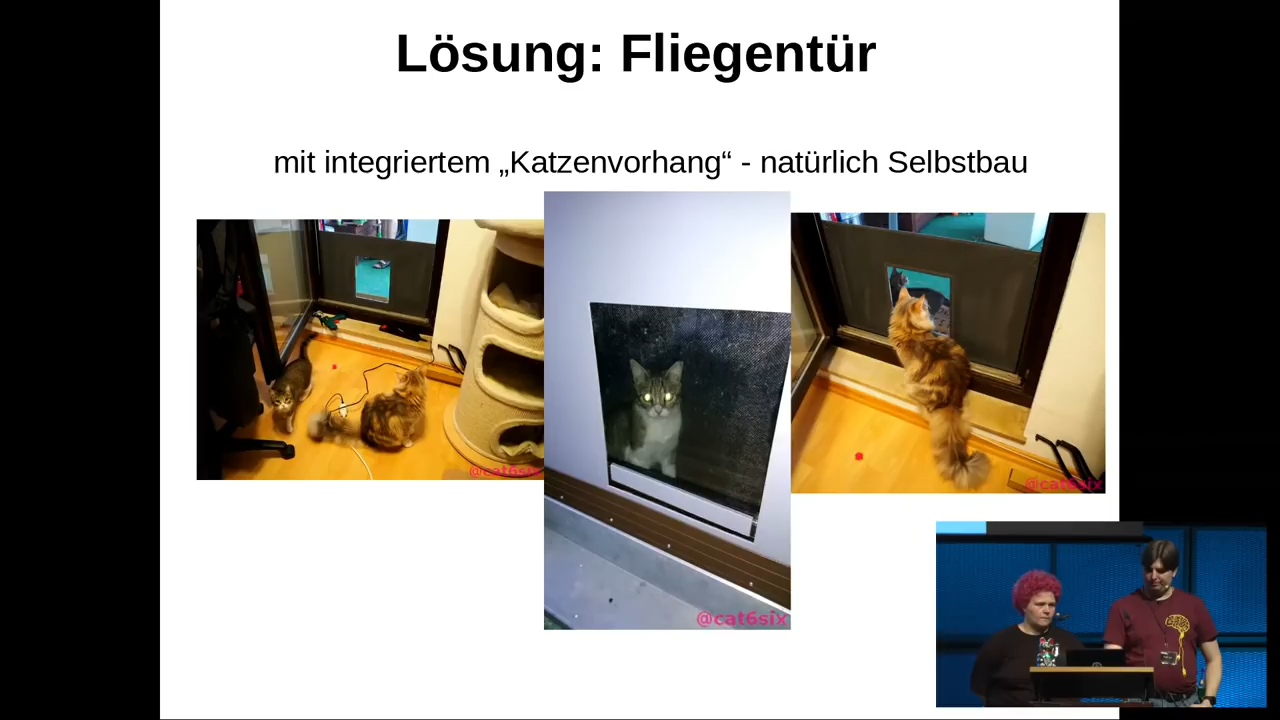 Lösung: Fliegentür
mit integriertem „Katzenvorhang“ - natürlich Selbstbau
@cat6six
@cat6six
@cat6six